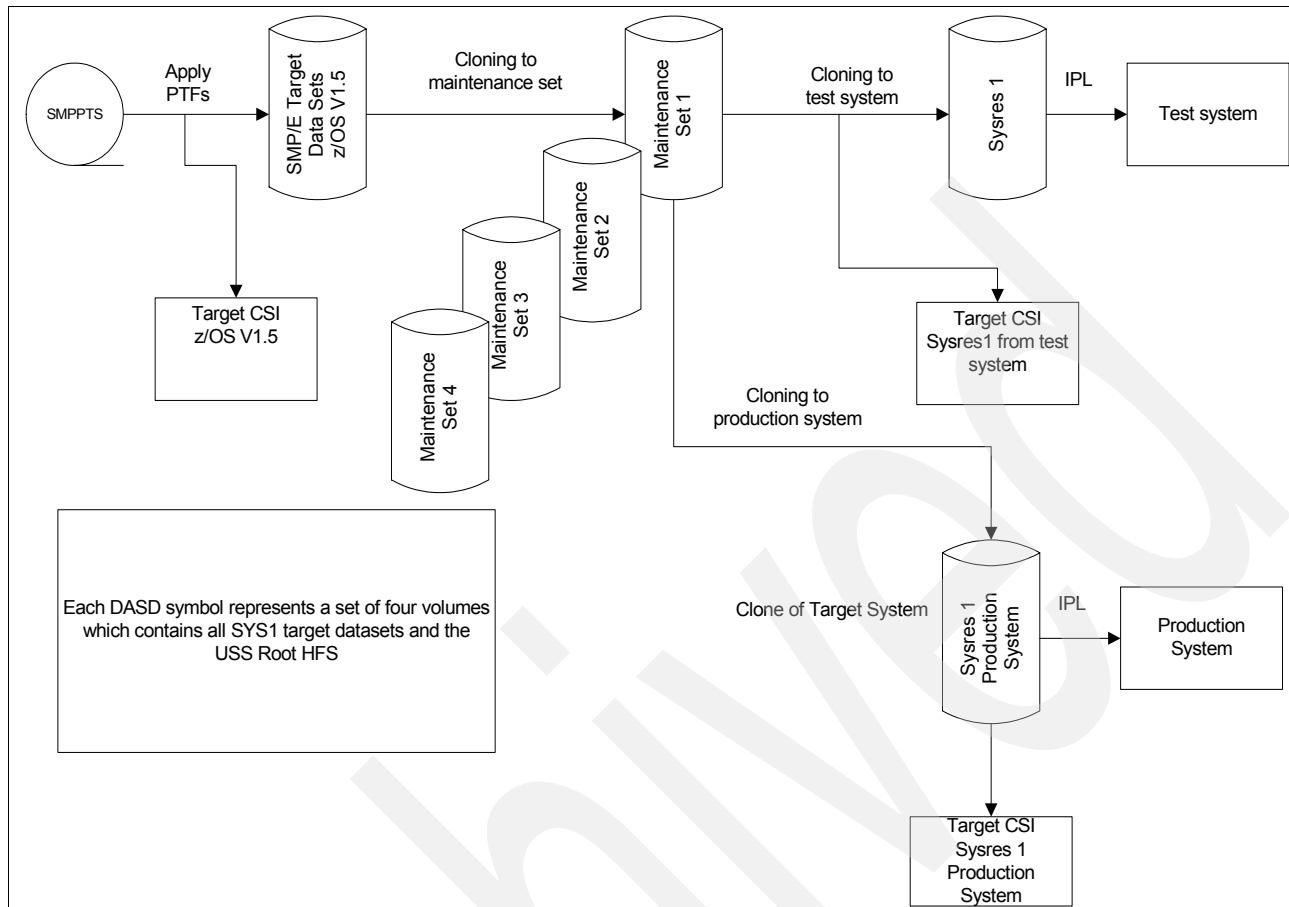 SMPPTS
Apply
PTFs
SMP/E Target
Data Sets
z/OS V1.5
Cloning to
maintenance set
Maintenance
Set 1
Cloning to
test system
Sysres 1
IPL
Test system
Maintenance
Set 2
Maintenance
Set 3
Maintenance
Set 4
Target CSI
z/OS V1.5
Target CSI
Sysres1 from test
system
Cloning to
production system
Each DASD symbol represents a set of four volumes
which contains all SYS1 target datasets and the
USS Root HFS
Clone of Target System
Sysres 1
Production
System
IPL
Production
System
Target CSI
Sysres 1
Production
System
hived